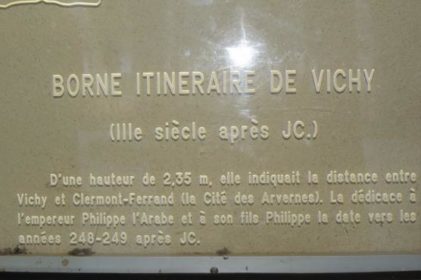 BORNE ITINERAIRE DE VICHY
(IIIe siècle après JC.)
D'une hauteur de 2,35 m, elle indiquait la distance entre
Vichy et Clermont-Ferrand (la Cité des Arvernes). La dédicace à
l'empereur Philippe l'Arabe et à son fils Philippe la date vers les
années 248-249 après JC.